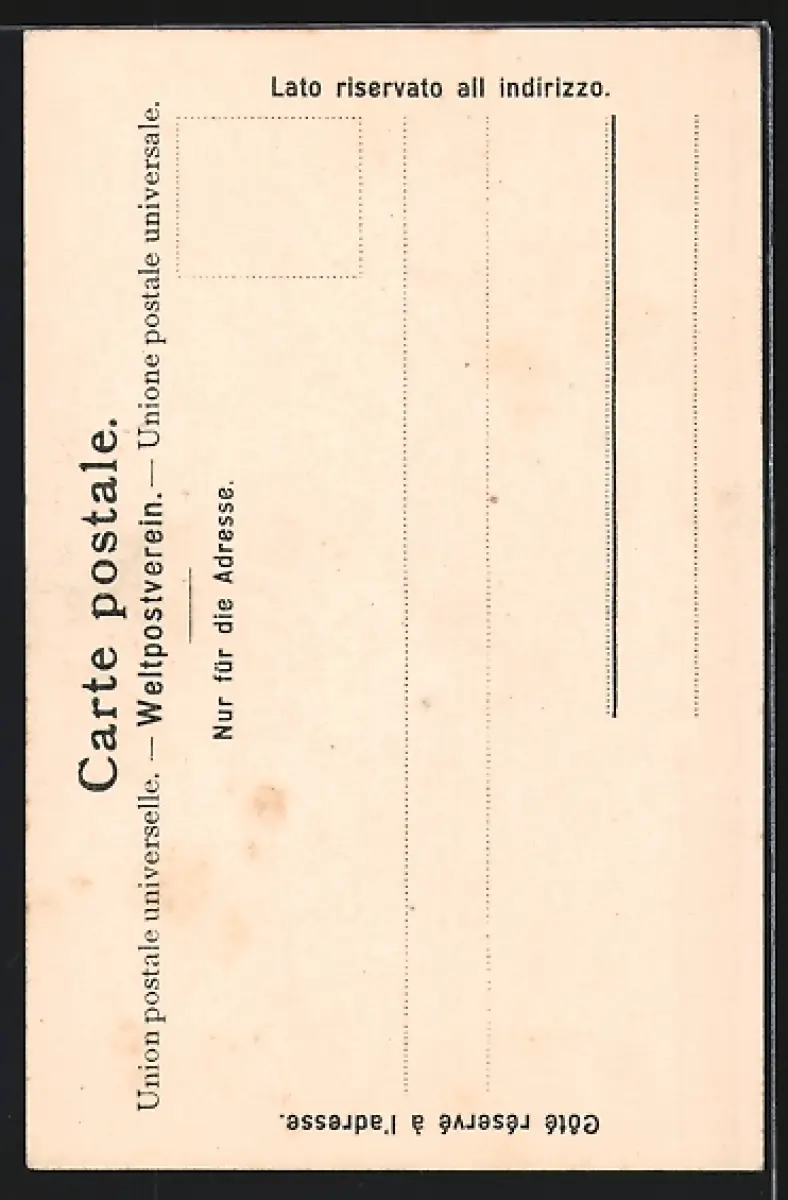 Carte postale.
Union postale universelle. — Weltpostverein. — Unione postale universale.
Nur für die Adresse.
Côté réservé à l'adresse.
Lato riservato all indirizzo.